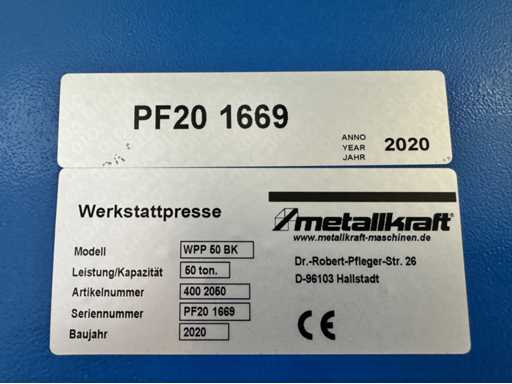 PF20 1669
ANNO
YEAR 2020
JAHR
Werkstattpresse
metallkraft®
www.metallkraft-maschinen.de
Modell WPP 50 BK
Leistung/Kapazität 50 ton.
Artikelnummer 400 2050
Seriennummer PF20 1669
Baujahr 2020
Dr.-Robert-Pfleger-Str. 26
D-96103 Hallstadt
CE